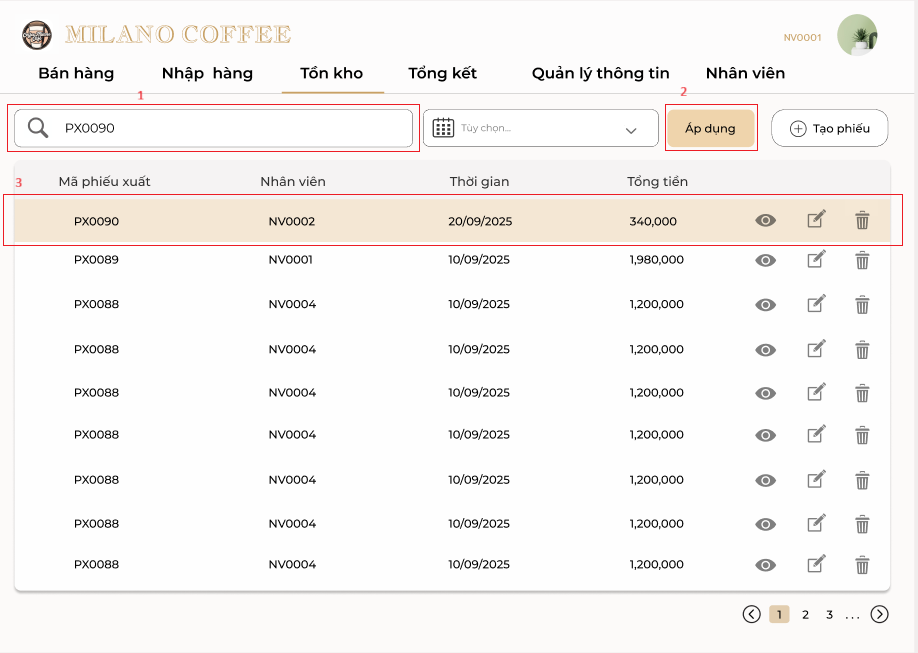 MILANO COFFEE
NV0001
Bán hàng Nhập hàng Tồn kho Tổng kết Quản lý thông tin Nhân viên
1 2
PX0090 Tùy chọn... Áp dụng Tạo phiếu
3 Mã phiếu xuất Nhân viên Thời gian Tổng tiền
PX0090 NV0002 20/09/2025 340,000
PX0089 NV0001 10/09/2025 1,980,000
PX0088 NV0004 10/09/2025 1,200,000
PX0088 NV0004 10/09/2025 1,200,000
PX0088 NV0004 10/09/2025 1,200,000
PX0088 NV0004 10/09/2025 1,200,000
PX0088 NV0004 10/09/2025 1,200,000
PX0088 NV0004 10/09/2025 1,200,000
PX0088 NV0004 10/09/2025 1,200,000
1 2 3 ...